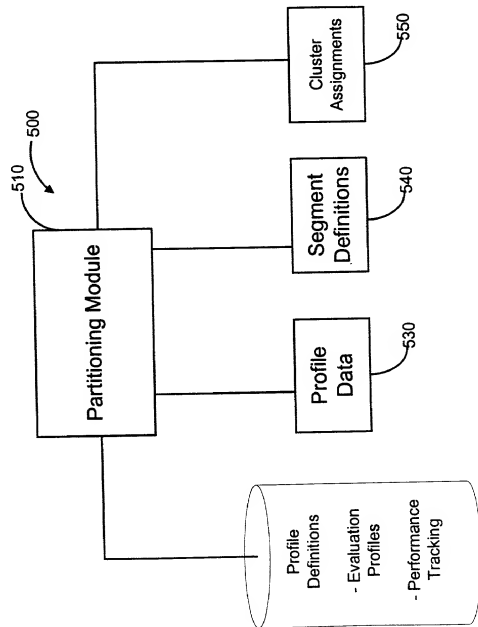 500
510
Partitioning Module
Profile
Definitions
- Evaluation
Profiles
- Performance
Tracking
Profile
Data
530
Segment
Definitions
540
Cluster
Assignments
550